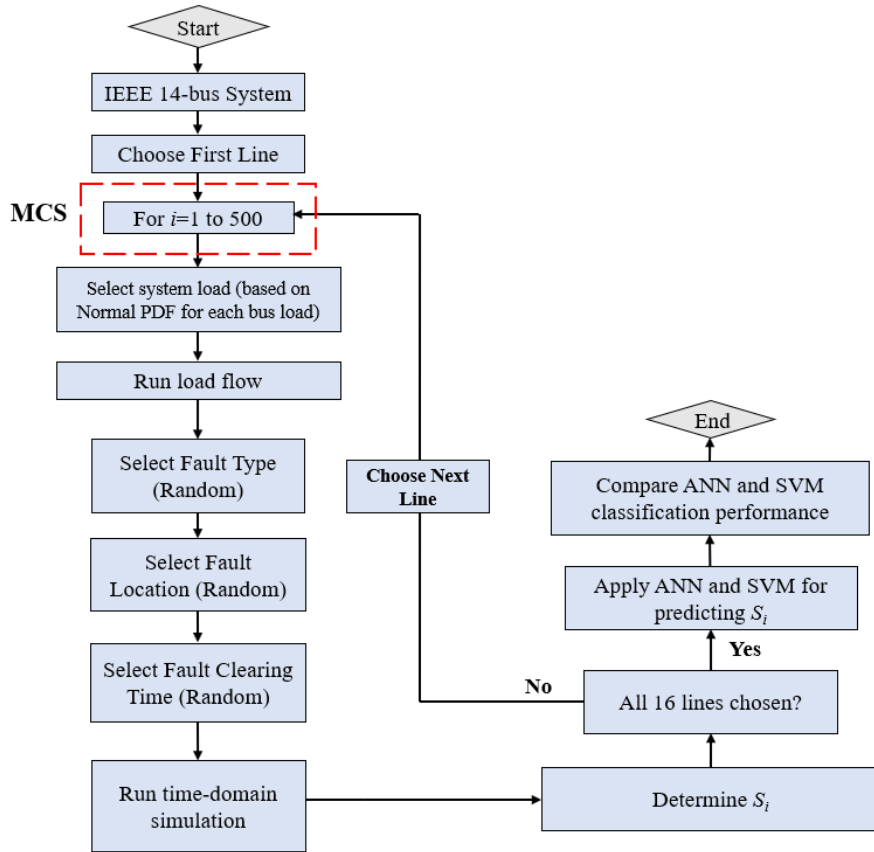 Start
IEEE 14-bus System
Choose First Line
MCS
For i=1 to 500
Select system load (based on
Normal PDF for each bus load)
Run load flow
Select Fault Type
(Random)
Select Fault
Location (Random)
Select Fault Clearing
Time (Random)
Run time-domain
simulation
Determine Si
All 16 lines chosen?
No
Choose Next
Line
Yes
Apply ANN and SVM for
predicting Si
Compare ANN and SVM
classification performance
End